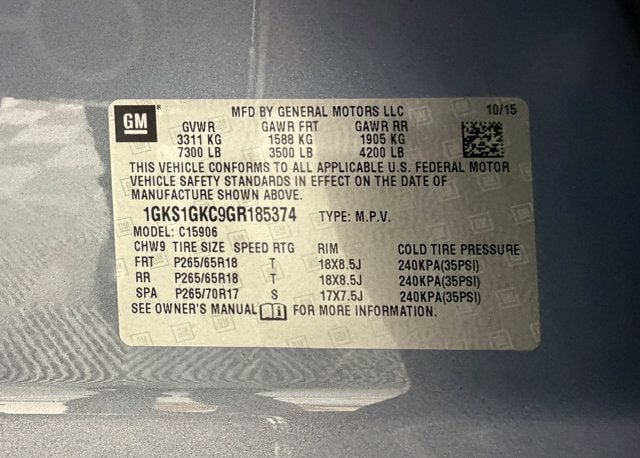 GM
MFD BY GENERAL MOTORS LLC 10/15
GVWR GAWR FRT GAWR RR
3311 KG 1588 KG 1905 KG
7300 LB 3500 LB 4200 LB
THIS VEHICLE CONFORMS TO ALL APPLICABLE U.S. FEDERAL MOTOR
VEHICLE SAFETY STANDARDS IN EFFECT ON THE DATE OF
MANUFACTURE SHOWN ABOVE.
1GKS1GKC9GR185374 TYPE: M.P.V.
MODEL: C15906
CHW9 TIRE SIZE SPEED RTG RIM COLD TIRE PRESSURE
FRT P265/65R18 T 18X8.5J 240KPA(35PSI)
RR P265/65R18 T 18X8.5J 240KPA(35PSI)
SPA P265/70R17 S 17X7.5J 240KPA(35PSI)
SEE OWNER'S MANUAL FOR MORE INFORMATION.